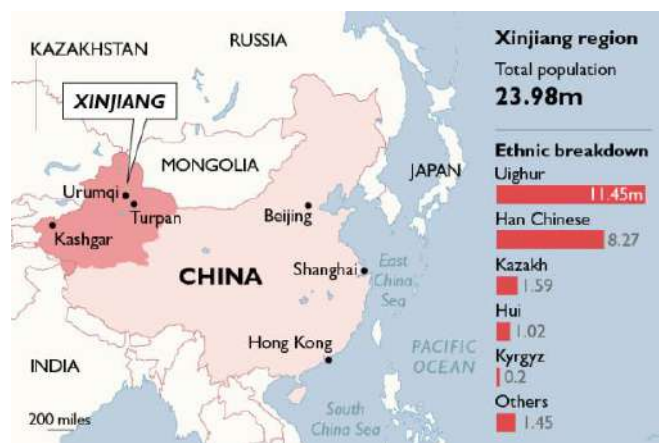 KAZAKHSTAN
RUSSIA
XINJIANG
MONGOLIA
JAPAN
Urumqi
Turpan
Kashgar
Beijing
CHINA
Shanghai
East
China
Sea
Hong Kong
INDIA
PACIFIC
OCEAN
South
China Sea
200 miles
Xinjiang region
Total population
23.98m
Ethnic breakdown
Uighur
11.45m
Han Chinese
8.27
Kazakh
1.59
Hui
1.02
Kyrgyz
0.2
Others
1.45